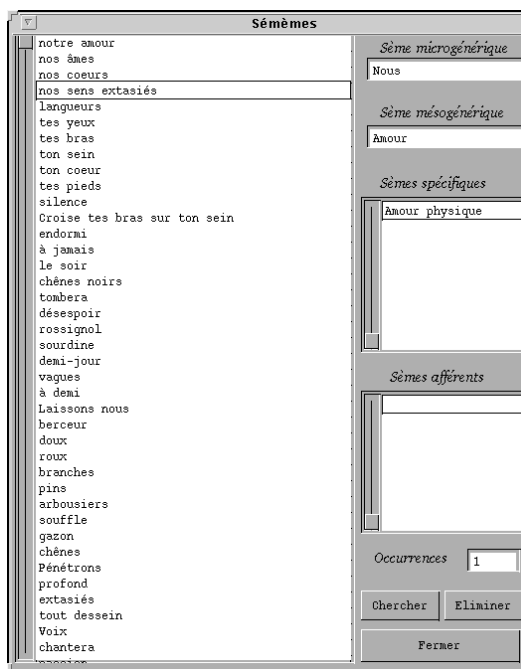 Sémèmes
notre amour
nos âmes
nos coeurs
nos sens extasiés
langueurs
tes yeux
tes bras
ton sein
ton coeur
tes pieds
silence
Croise tes bras sur ton sein
endormi
à jamais
le soir
chênes noirs
tombera
désespoir
rossignol
sourdine
demi-jour
vagues
à demi
Laissons nous
berceur
doux
roux
branches
pins
arbousiers
souffle
gazon
chênes
Pénétrons
profond
extasiés
tout dessein
Voix
chantera
Sème microgénérique
Nous
Sème mésogénérique
Amour
Sèmes spécifiques
Amour physique
Sèmes afférents
Occurrences
1
Chercher
Eliminer
Fermer